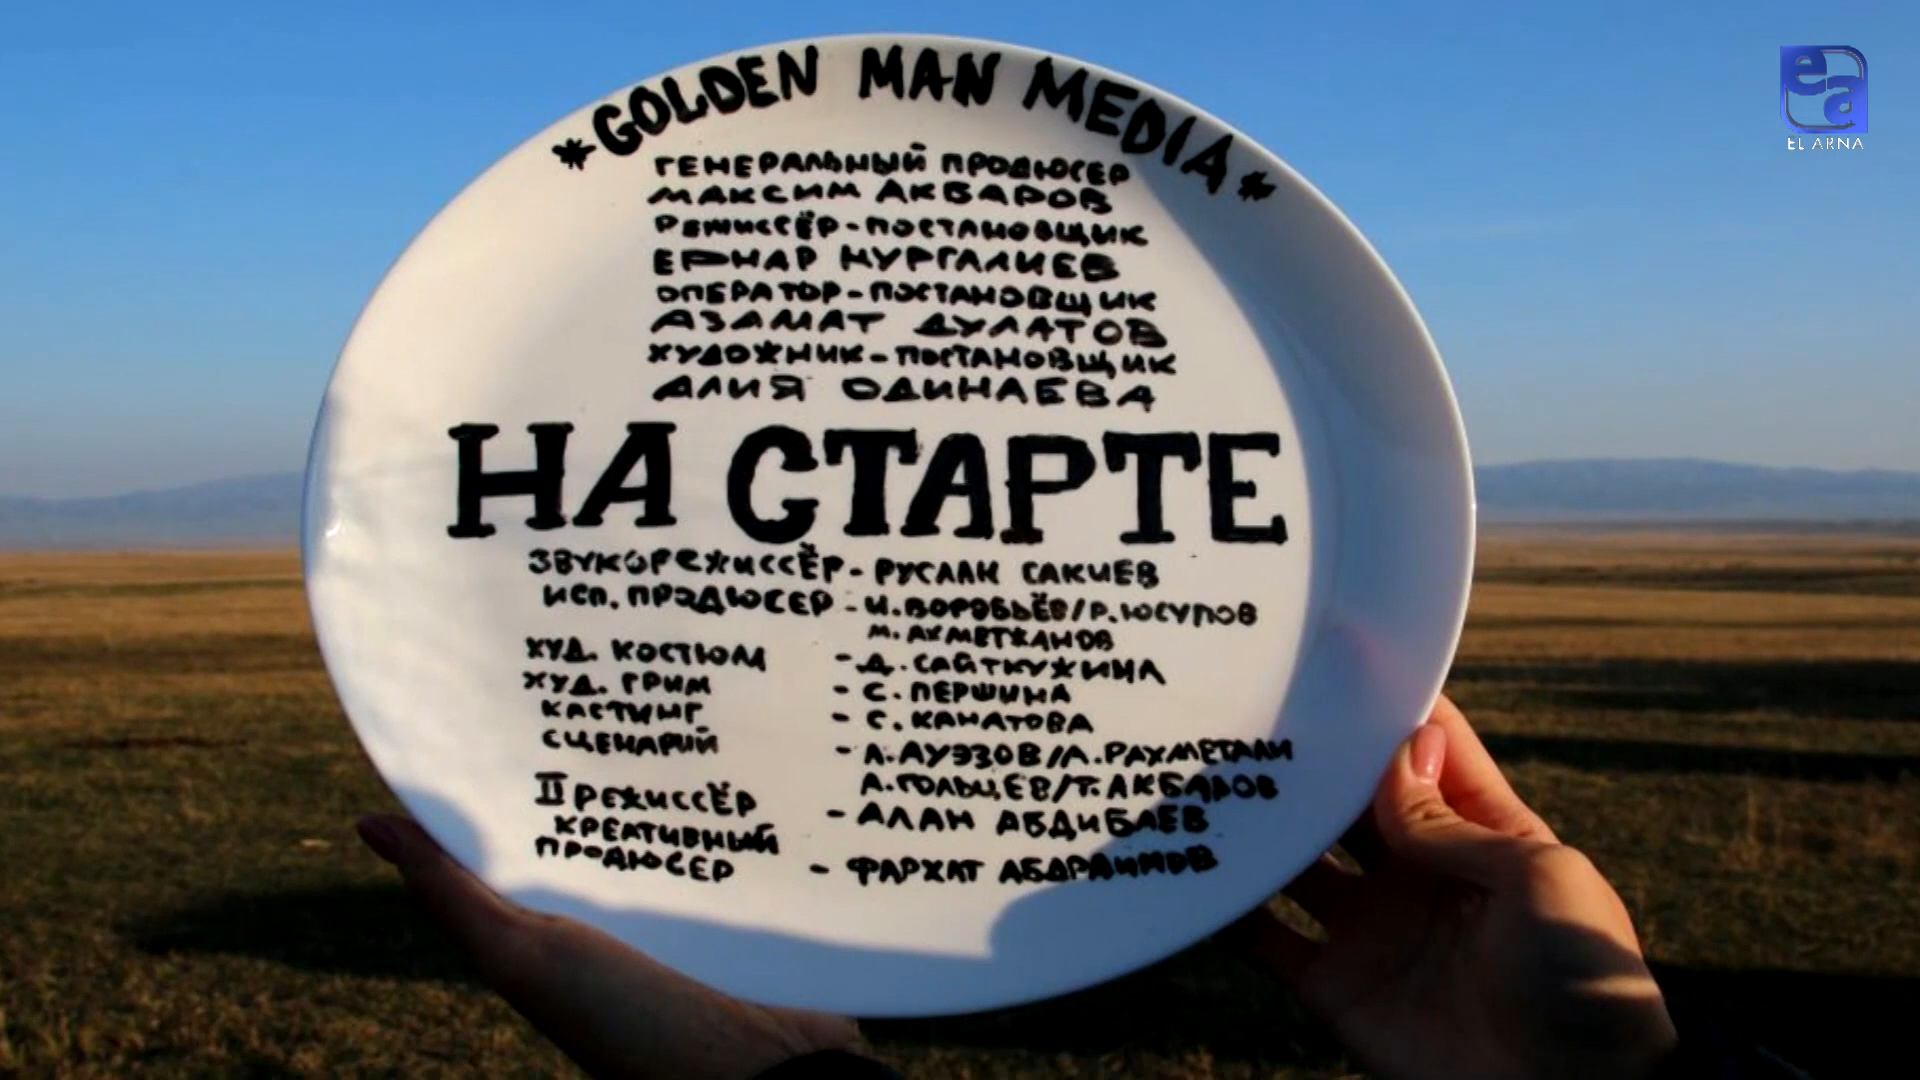 *GOLDEN MAN MEDIA*
ГЕНЕРАЛЬНЫЙ ПРОДЮСЕР
МАКСИМ АКБАРОВ
РЕЖИССЁР-ПОСТАНОВЩИК
ЕРНАР НУРГАЛИЕВ
ОПЕРАТОР-ПОСТАНОВЩИК
АЗАМАТ ДУЛАТОВ
ХУДОЖНИК-ПОСТАНОВЩИК
АЛИЯ ОДИНАЕВА
НА СТАРТЕ
ЗВУКОРЕЖИССЁР - РУСЛАН САКИЕВ
ИСП. ПРОДЮСЕР - И.ВОРОБЬЁВ/Р.ЮСУПОВ
М.АХМЕТЖАНОВ
ХУД. КОСТЮМ - Д.САЙТКУЖИНА
ХУД. ГРИМ - С.ПЕРШИНА
КАСТИНГ - С.КАНАТОВА
СЦЕНАРИЙ - А.АУЭЗОВ/А.РАХМЕТАЛИ
А.ГОЛЬЦЕВ/Т.АКБАРОВ
II РЕЖИССЁР - АЛАН АБДИБАЕВ
КРЕАТИВНЫЙ
ПРОДЮСЕР - ФАРХАТ АБДРАИМОВ
ea
EL ARNA